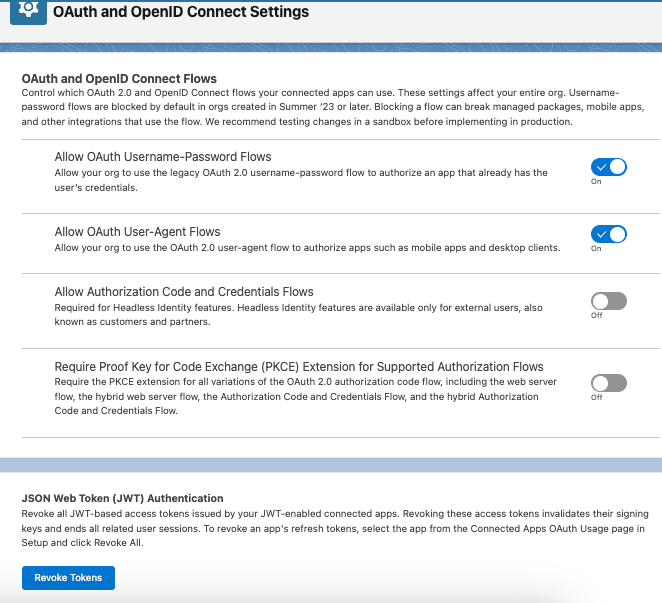 OAuth and OpenID Connect Settings
OAuth and OpenID Connect Flows
Control which OAuth 2.0 and OpenID Connect flows your connected apps can use. These settings affect your entire org. Username-
password flows are blocked by default in orgs created in Summer ‘23 or later. Blocking a flow can break managed packages, mobile apps,
and other integrations that use the flow. We recommend testing changes in a sandbox before implementing in production.
Allow OAuth Username-Password Flows
Allow your org to use the legacy OAuth 2.0 username-password flow to authorize an app that already has the
user’s credentials.
On
Allow OAuth User-Agent Flows
Allow your org to use the OAuth 2.0 user-agent flow to authorize apps such as mobile apps and desktop clients.
On
Allow Authorization Code and Credentials Flows
Required for Headless Identity features. Headless Identity features are available only for external users, also
known as customers and partners.
Off
Require Proof Key for Code Exchange (PKCE) Extension for Supported Authorization Flows
Require the PKCE extension for all variations of the OAuth 2.0 authorization code flow, including the web server
flow, the hybrid web server flow, the Authorization Code and Credentials Flow, and the hybrid Authorization
Code and Credentials Flow.
Off
JSON Web Token (JWT) Authentication
Revoke all JWT-based access tokens issued by your JWT-enabled connected apps. Revoking these access tokens invalidates their signing
keys and ends all related user sessions. To revoke an app's refresh tokens, select the app from the Connected Apps OAuth Usage page in
Setup and click Revoke All.
Revoke Tokens